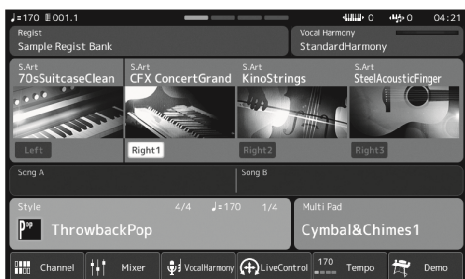 ♩=170 001.1 C 0 04:21
Regist
Sample Regist Bank
Vocal Harmony
StandardHarmony
S.Art
70sSuitcaseClean
S.Art
CFX ConcertGrand
S.Art
KinoStrings
S.Art
SteelAcousticFinger
Left
Right1
Right2
Right3
Song A
Song B
Style 4/4 ♩=170 1/4
Pop ThrowbackPop
Multi Pad
Cymbal&Chimes1
Channel
Mixer
VocalHarmony
LiveControl
170 Tempo
Demo